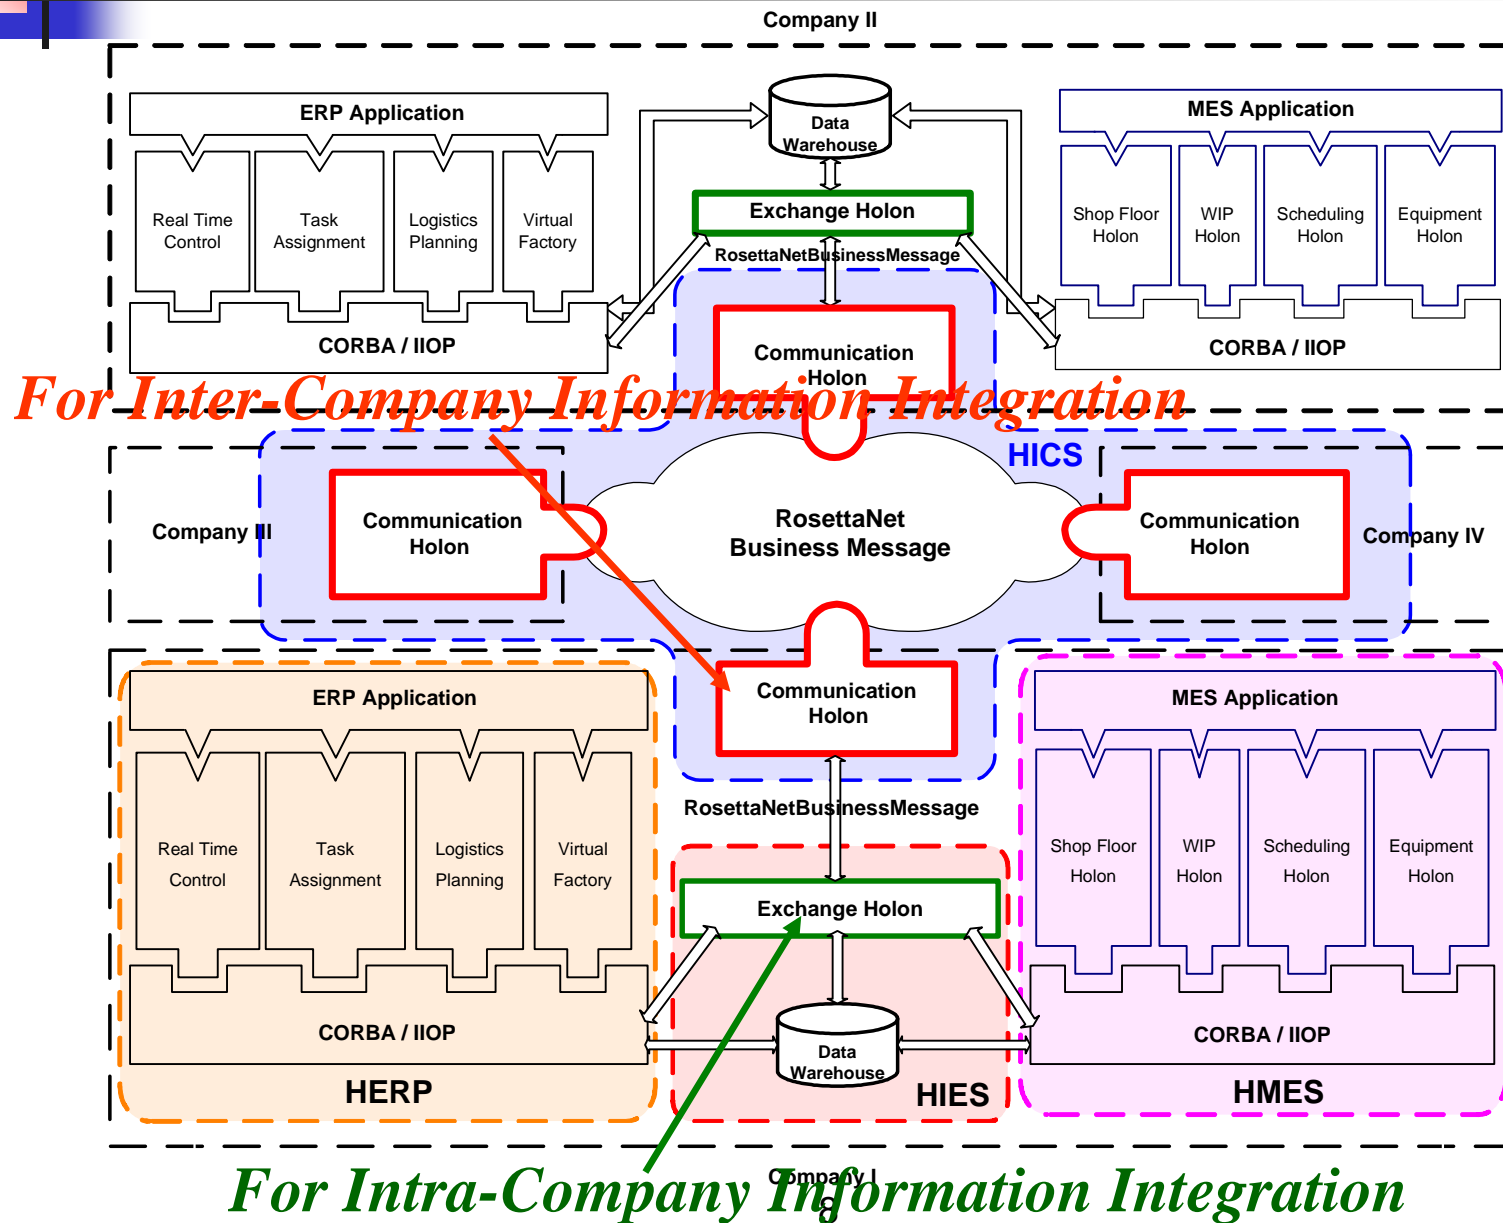 Company II
ERP Application
Data
Warehouse
MES Application
Real Time
Control
Task
Assignment
Logistics
Planning
Virtual
Factory
Exchange Holon
Shop Floor
Holon
WIP
Holon
Scheduling
Holon
Equipment
Holon
RosettaNetBusinessMessage
CORBA / IIOP
Communication
Holon
CORBA / IIOP
For Inter-Company Information Integration
HICS
Company III
Communication
Holon
RosettaNet
Business Message
Communication
Holon
Company IV
ERP Application
Communication
Holon
MES Application
RosettaNetBusinessMessage
Real Time
Control
Task
Assignment
Logistics
Planning
Virtual
Factory
Shop Floor
Holon
WIP
Holon
Scheduling
Holon
Equipment
Holon
Exchange Holon
CORBA / IIOP
Data
Warehouse
CORBA / IIOP
HERP
HIES
HMES
Company I
For Intra-Company Information Integration
8